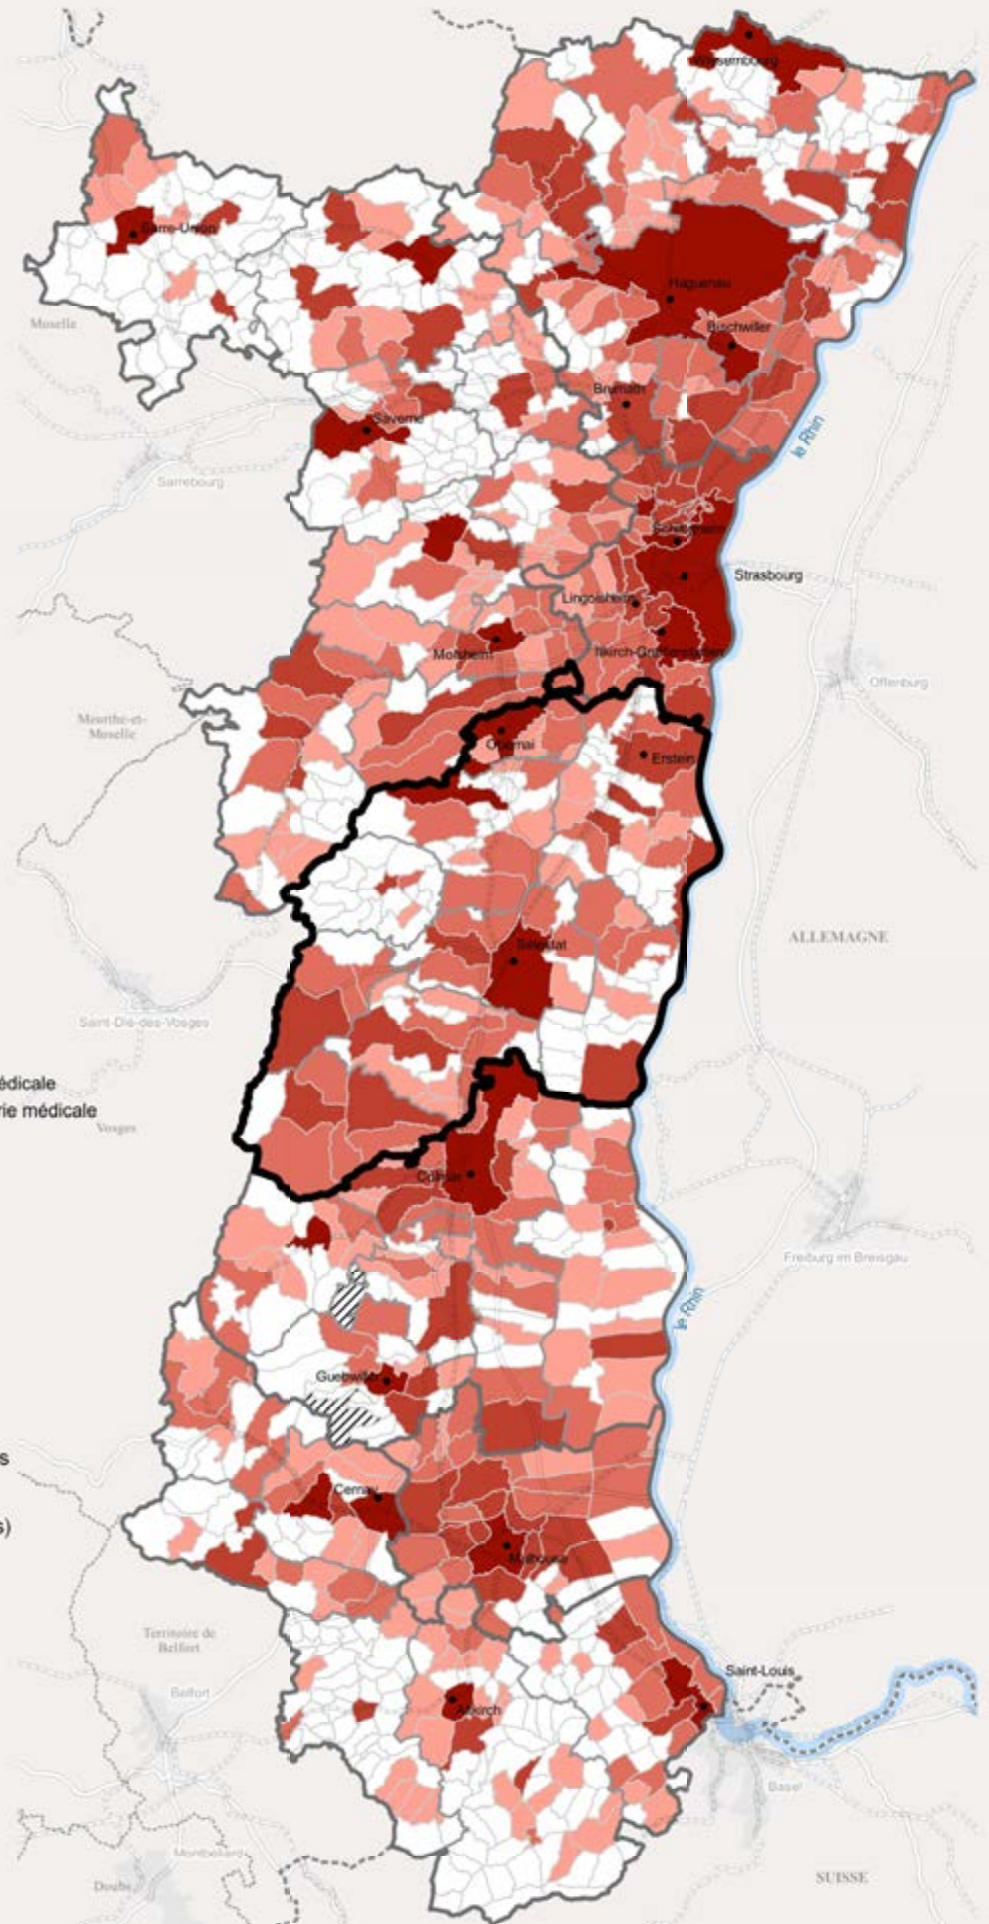 Wissembourg
Sarre-Union
Haguenau
Moselle
Bischwiller
Brumath
Saverne
le Rhin
Sarrebourg
Schiltigheim
Strasbourg
Lingolsheim
Molsheim
Illkirch-Graffenstaden
Offenburg
Meurthe-et-
Moselle
Obernai
Erstein
ALLEMAGNE
Sélestat
Saint-Dié-des-Vosges
édicale
rie médicale
Vosges
Colmar
Freiburg im Breisgau
le Rhin
Guebwiller
s
Cernay
s)
Mulhouse
Territoire de
Belfort
Saint-Louis
Belfort
Altkirch
Basel
Montbéliard
SUISSE
Doubs